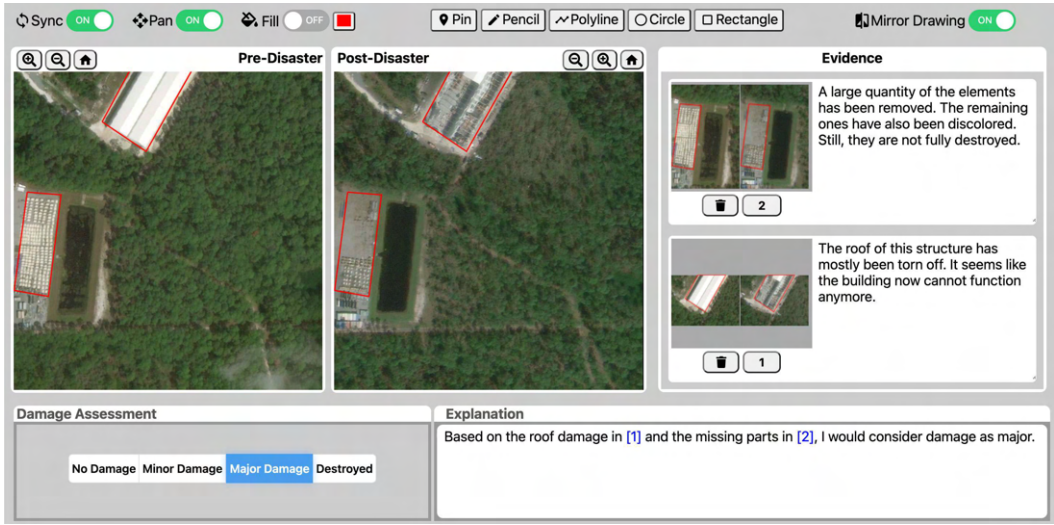 Sync ON Pan ON Fill OFF Pin Pencil Polyline Circle Rectangle Mirror Drawing ON
Pre-Disaster
Post-Disaster
Evidence
A large quantity of the elements
has been removed. The remaining
ones have also been discolored.
Still, they are not fully destroyed.
2
The roof of this structure has
mostly been torn off. It seems like
the building now cannot function
anymore.
1
Damage Assessment
No Damage Minor Damage Major Damage Destroyed
Explanation
Based on the roof damage in [1] and the missing parts in [2], I would consider damage as major.